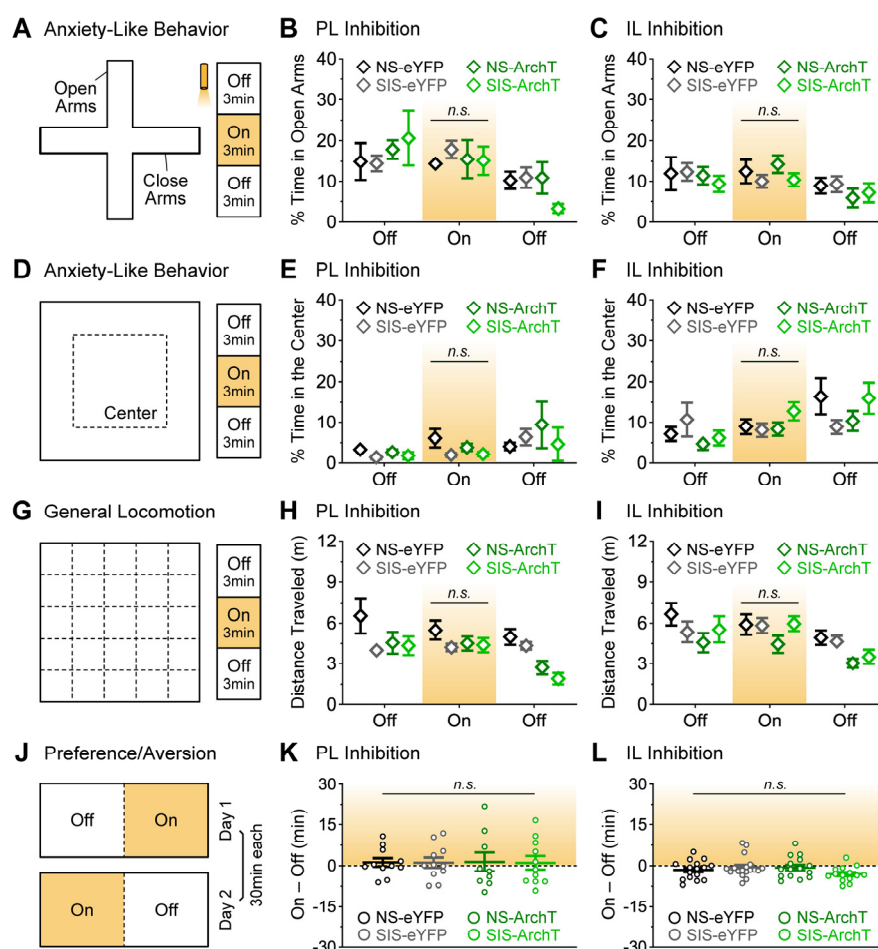 A Anxiety-Like Behavior
Open
Arms
Close
Arms
Off
3min
On
3min
Off
3min
B PL Inhibition
% Time in Open Arms
40
30
20
10
0
NS-eYFP NS-ArchT
SIS-eYFP SIS-ArchT
n.s.
Off On Off
C IL Inhibition
% Time in Open Arms
40
30
20
10
0
NS-eYFP NS-ArchT
SIS-eYFP SIS-ArchT
n.s.
Off On Off
D Anxiety-Like Behavior
Center
Off
3min
On
3min
Off
3min
E PL Inhibition
% Time in the Center
40
30
20
10
0
NS-eYFP NS-ArchT
SIS-eYFP SIS-ArchT
n.s.
Off On Off
F IL Inhibition
% Time in the Center
40
30
20
10
0
NS-eYFP NS-ArchT
SIS-eYFP SIS-ArchT
n.s.
Off On Off
G General Locomotion
Off
3min
On
3min
Off
3min
H PL Inhibition
Distance Traveled (m)
12
9
6
3
0
NS-eYFP NS-ArchT
SIS-eYFP SIS-ArchT
n.s.
Off On Off
I IL Inhibition
Distance Traveled (m)
12
9
6
3
0
NS-eYFP NS-ArchT
SIS-eYFP SIS-ArchT
n.s.
Off On Off
J Preference/Aversion
Off On
Day 1
On Off
Day 2
30min each
K PL Inhibition
On – Off (min)
30
15
0
-15
-30
n.s.
NS-eYFP NS-ArchT
SIS-eYFP SIS-ArchT
L IL Inhibition
On – Off (min)
30
15
0
-15
-30
n.s.
NS-eYFP NS-ArchT
SIS-eYFP SIS-ArchT